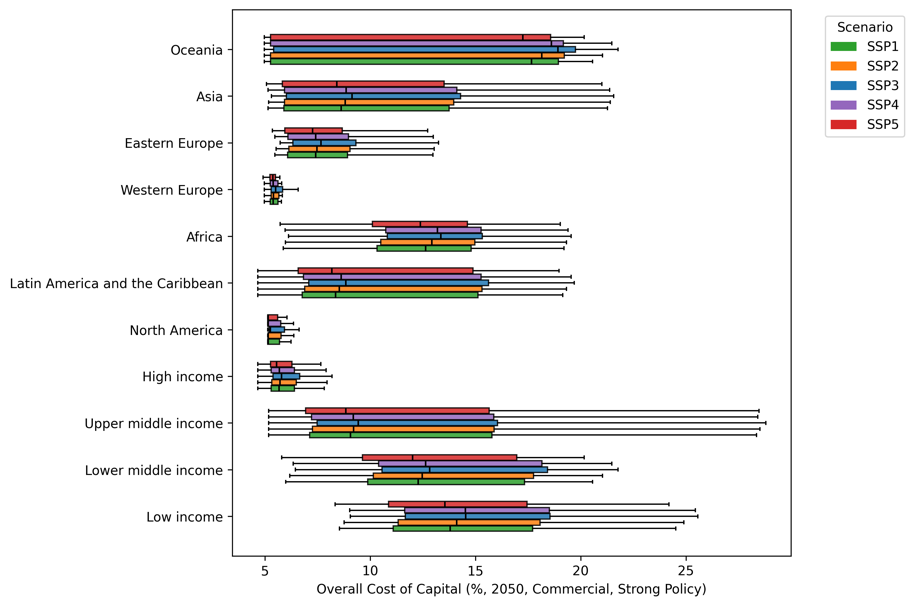 Scenario
SSP1
SSP2
SSP3
SSP4
SSP5
Oceania
Asia
Eastern Europe
Western Europe
Africa
Latin America and the Caribbean
North America
High income
Upper middle income
Lower middle income
Low income
5 10 15 20 25
Overall Cost of Capital (%, 2050, Commercial, Strong Policy)